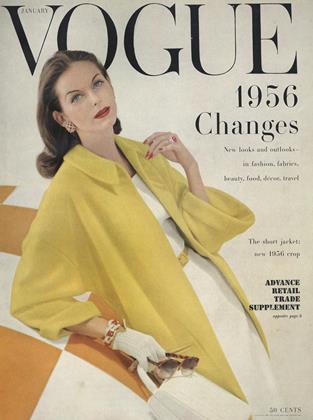 JANUARY
VOGUE
1956
Changes
New looks and outlooks–
in fashion, fabrics,
beauty, food, décor, travel
The short jacket:
new 1956 crop
ADVANCE
RETAIL
TRADE
SUPPLEMENT
opposite page 8
50 CENTS